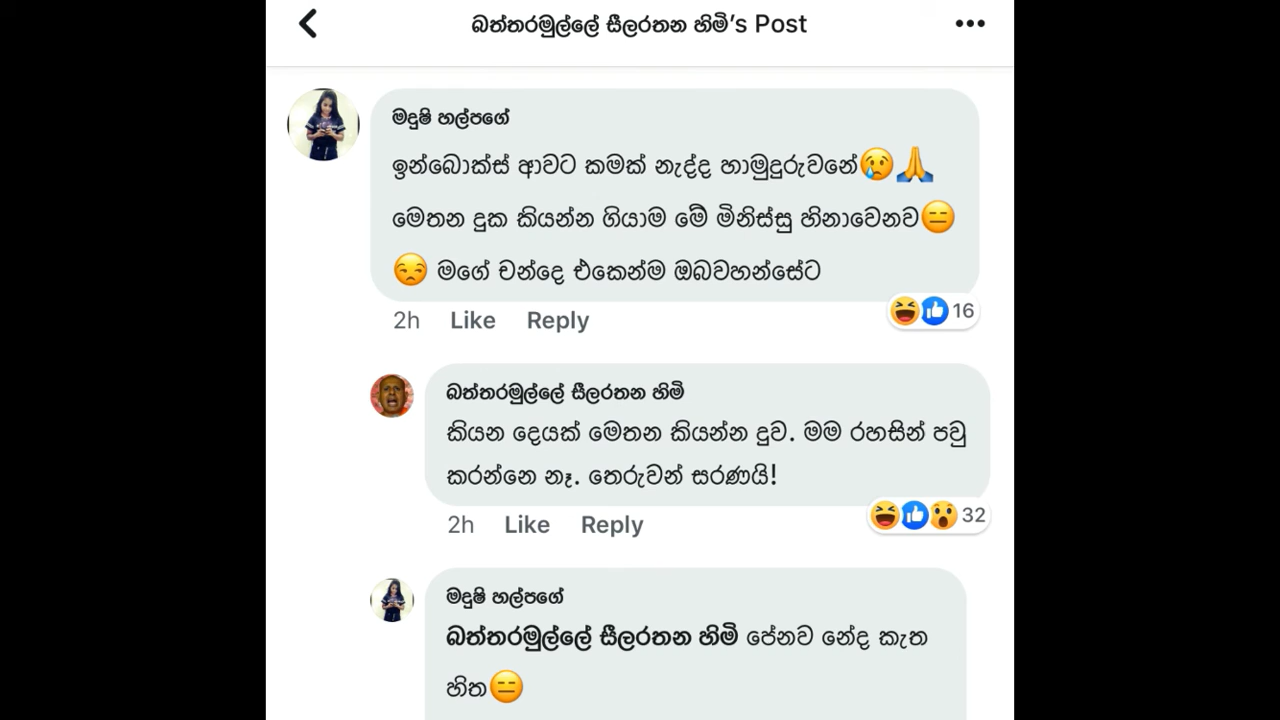 බත්තරමුල්ලේ සීලරතන හිමි's Post
මදුෂි හල්පගේ
ඉන්බොක්ස් ආවට කමක් නැද්ද හාමුදුරුවනේ😢🙏
මෙතන දුක කියන්න ගියාම මේ මිනිස්සු හිනාවෙනව😑
😒 මගේ චන්දෙ එකෙන්ම ඔබවහන්සේට
2h Like Reply 16
බත්තරමුල්ලේ සීලරතන හිමි
කියන දෙයක් මෙතන කියන්න දුව. මම රහසින් පවු
කරන්නෙ නෑ. තෙරුවන් සරණයි!
2h Like Reply 32
මදුෂි හල්පගේ
බත්තරමුල්ලේ සීලරතන හිමි පේනව නේද කැත
හිත😑